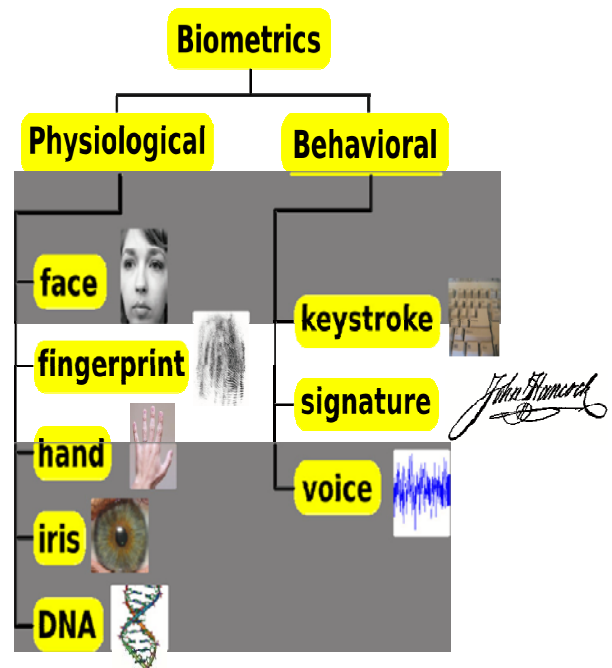 Biometrics
Physiological
Behavioral
face
fingerprint
hand
iris
DNA
keystroke
signature
John Hancock
voice